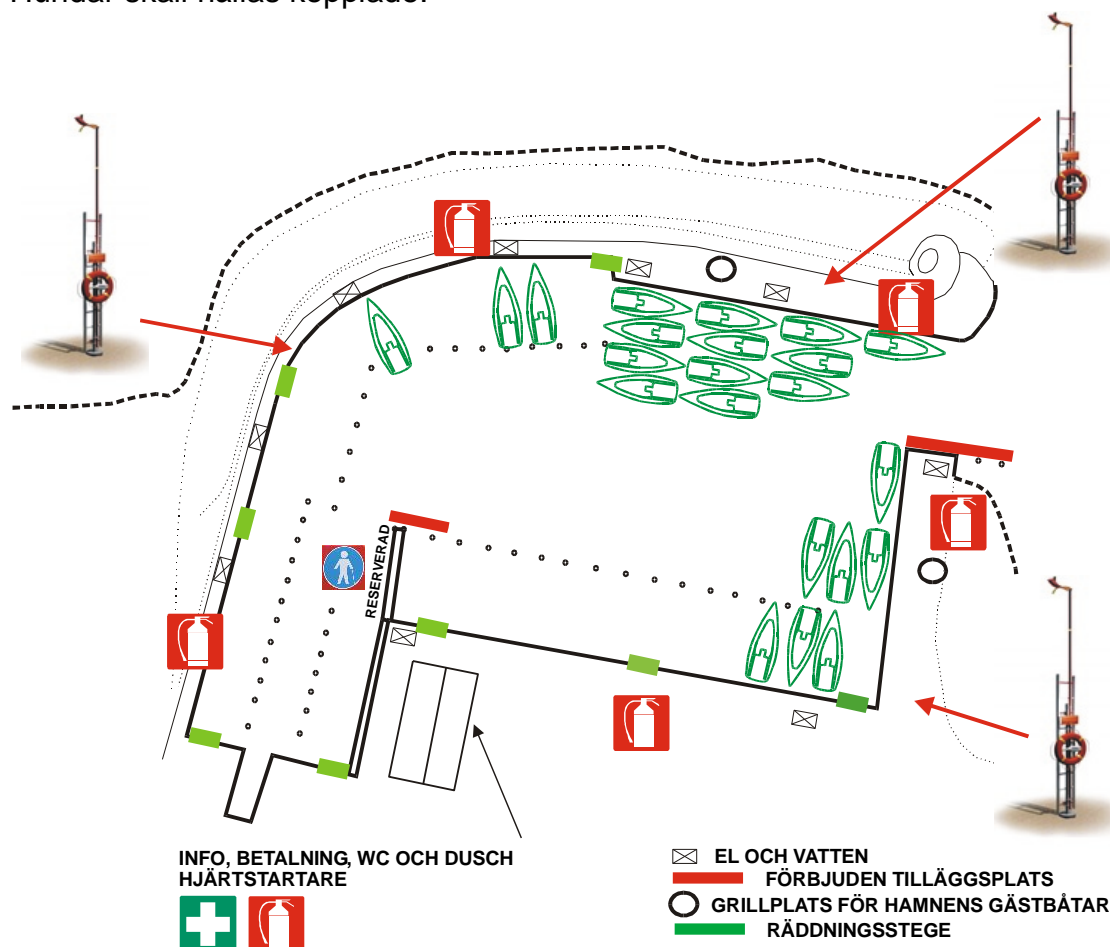 Hundar skall hållas kopplade.
RESERVERAD
INFO, BETALNING, WC OCH DUSCH
HJÄRTSTARTARE
EL OCH VATTEN
FÖRBJUDEN TILLÄGGSPLATS
GRILLPLATS FÖR HAMNENS GÄSTBÅTAR
RÄDDNINGSSTEGE